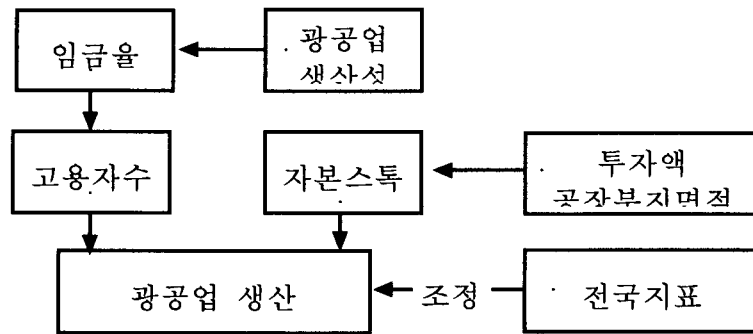 임금율
광공업
생산성
고용자수
자본스톡
투자액
공장부지면적
광공업 생산
조정
전국지표